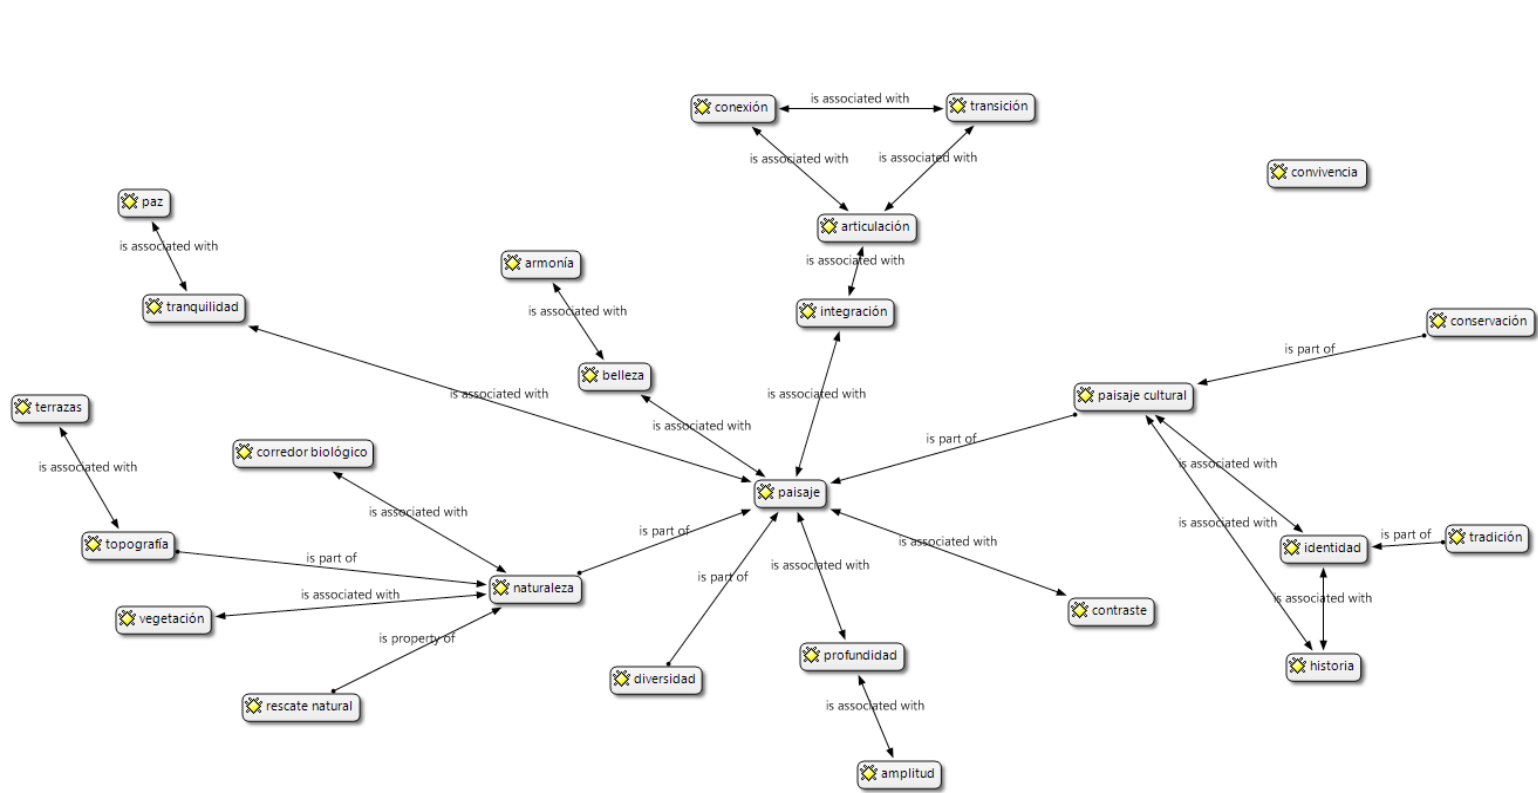 conexión
is associated with
transición
is associated with
is associated with
convivencia
paz
articulación
is associated with
is associated with
armonía
tranquilidad
is associated with
integración
conservación
is part of
belleza
is associated with
is associated with
paisaje cultural
terrazas
is associated with
is part of
corredor biológico
is associated with
is associated with
paisaje
is associated with
is part of
is associated with
is associated with
tradición
is part of
topografía
is part of
is associated with
identidad
is associated with
is part of
naturaleza
is associated with
is associated with
contraste
vegetación
is property of
profundidad
historia
diversidad
rescate natural
is associated with
amplitud